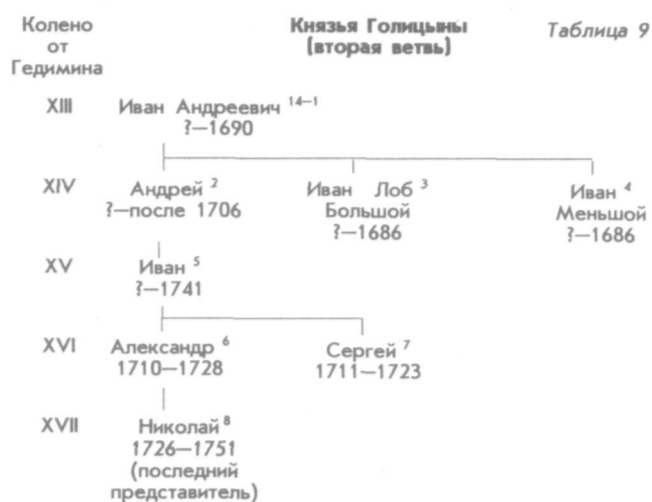 Колено
от
Гедимина
Князья Голицыны
(вторая ветвь)
Таблица 9
XIII Иван Андреевич 14—1
?—1690
XIV Андрей 2 Иван Лоб 3 Иван 4
?—после 1706 Большой Меньшой
?—1686 ?—1686
XV Иван 5
?—1741
XVI Александр 6 Сергей 7
1710—1728 1711—1723
XVII Николай 8
1726—1751
(последний
представитель)